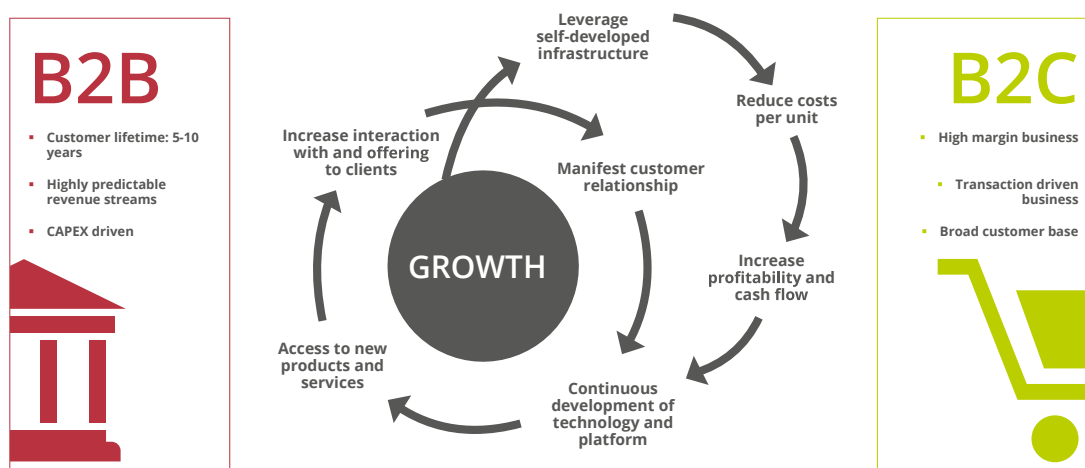 B2B
Customer lifetime: 5-10
years
Highly predictable
revenue streams
CAPEX driven
Leverage
self-developed
infrastructure
Reduce costs
per unit
Increase interaction
with and offering
to clients
Manifest customer
relationship
GROWTH
Increase
profitability and
cash flow
Access to new
products and
services
Continuous
development of
technology and
platform
B2C
High margin business
Transaction driven
business
Broad customer base